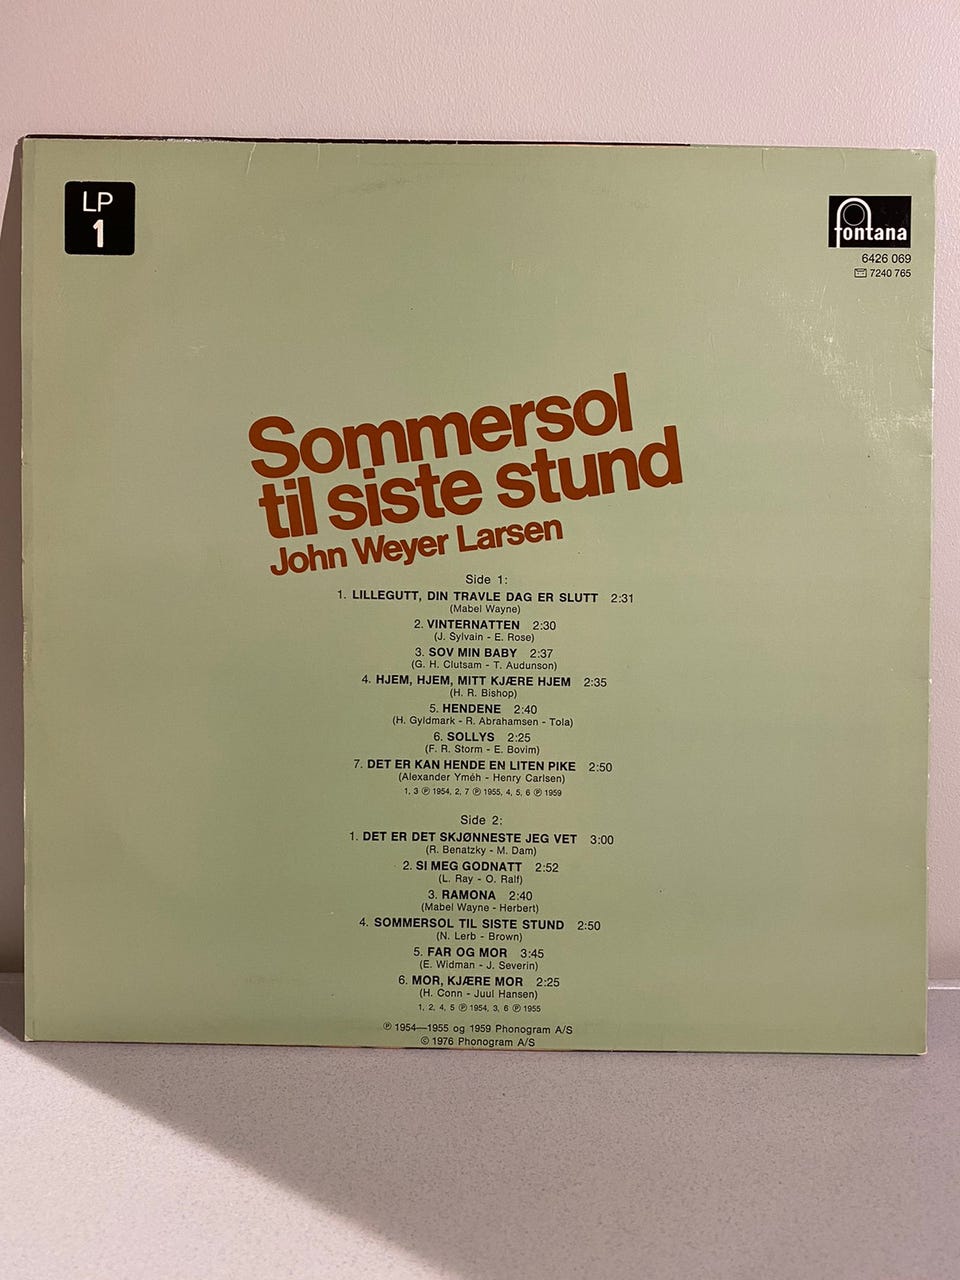 LP
1
fontana
6426 069
7240 765
Sommersol
til siste stund
John Weyer Larsen
Side 1:
1. LILLEGUTT, DIN TRAVLE DAG ER SLUTT 2:31
(Mabel Wayne)
2. VINTERNATTEN 2:30
(J. Sylvain - E. Rose)
3. SOV MIN BABY 2:37
(G. H. Clutsam - T. Audunson)
4. HJEM, HJEM, MITT KJÆRE HJEM 2:35
(H. R. Bishop)
5. HENDENE 2:40
(H. Gyldmark - R. Abrahamsen - Tola)
6. SOLLYS 2:25
(F. R. Storm - E. Bovim)
7. DET ER KAN HENDE EN LITEN PIKE 2:50
(Alexander Yméh - Henry Carlsen)
1, 3 ℗ 1954, 2, 7 ℗ 1955, 4, 5, 6 ℗ 1959
Side 2:
1. DET ER DET SKJØNNESTE JEG VET 3:00
(R. Benatzky - M. Dam)
2. SI MEG GODNATT 2:52
(L. Ray - O. Ralf)
3. RAMONA 2:40
(Mabel Wayne - Herbert)
4. SOMMERSOL TIL SISTE STUND 2:50
(N. Lerb - Brown)
5. FAR OG MOR 3:45
(E. Widman - J. Severin)
6. MOR, KJÆRE MOR 2:25
(H. Conn - Juul Hansen)
1, 2, 4, 5 ℗ 1954, 3, 6 ℗ 1955
℗ 1954—1955 og 1959 Phonogram A/S
© 1976 Phonogram A/S